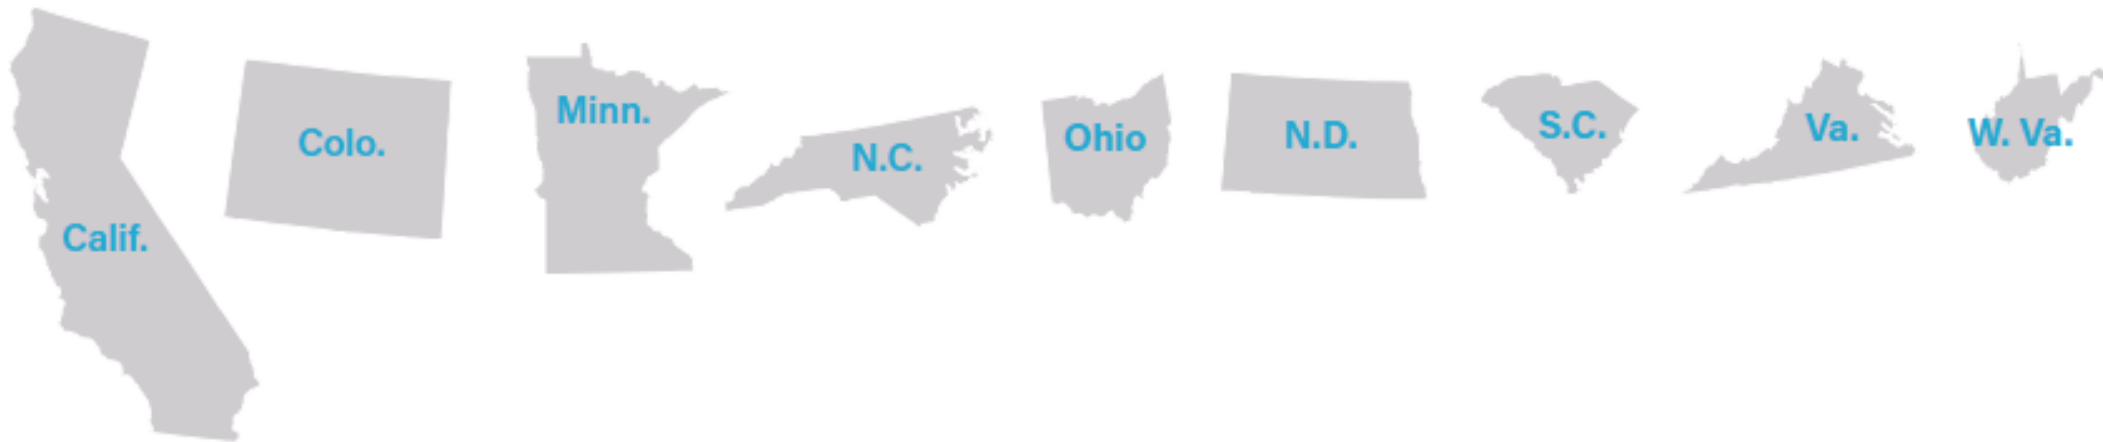 Calif.
Colo.
Minn.
N.C.
Ohio
N.D.
S.C.
Va.
W. Va.